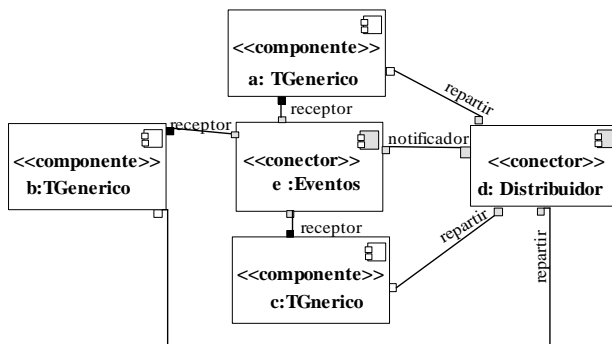 <<componente>>
a: TGenerico
repartir
receptor
receptor
notificador
<<componente>>
b:TGenerico
<<conector>>
e :Eventos
<<conector>>
d: Distribuidor
receptor
repartir
repartir
<<componente>>
c:TGnerico